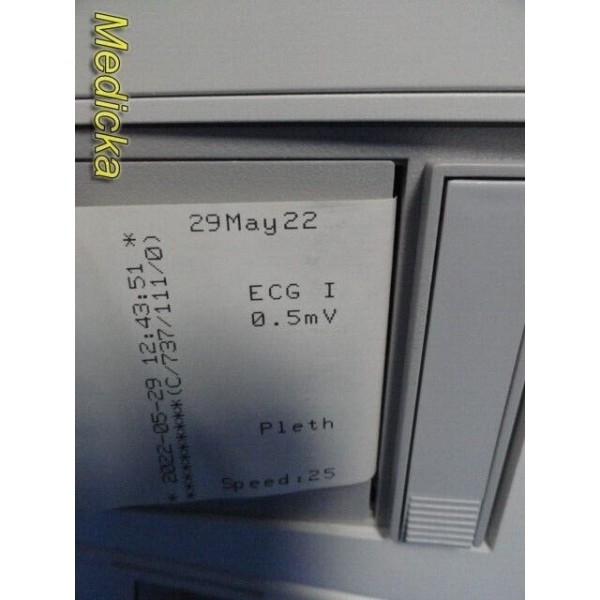 Medicka
29May22
ECG I
0.5mV
Pleth
Speed:25
* 2022-05-29 12:43:51 *
**********(C/737/111/0)